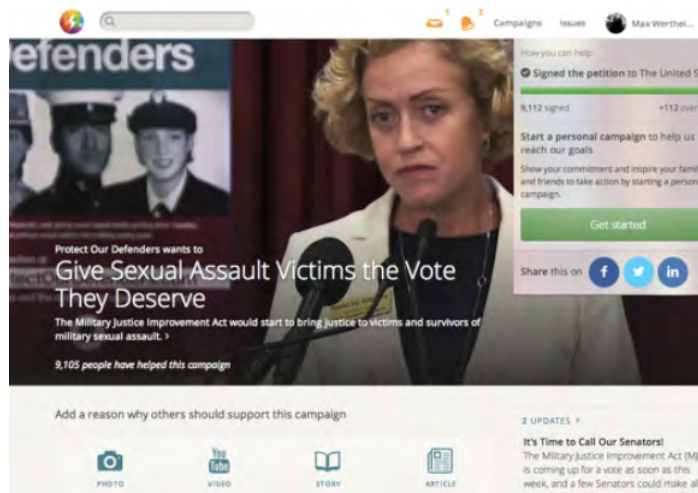 Campaigns
Issues
Max Werthei...
efenders
How you can help:
Signed the petition to The United S
9,112 signed
+112 over
Start a personal campaign to help us
reach our goals
Show your commitment and inspire your famil
and friends to take action by starting a person
campaign.
Get started
Share this on
Protect Our Defenders wants to
Give Sexual Assault Victims the Vote
They Deserve
The Military Justice Improvement Act would start to bring justice to victims and survivors of
military sexual assault. >
9,105 people have helped this campaign
Add a reason why others should support this campaign
PHOTO
You
Tube
VIDEO
STORY
ARTICLE
2 UPDATES >
It's Time to Call Our Senators!
The Military Justice Improvement Act (MJ
is coming up for a vote as soon as this
week, and a few Senators could make all